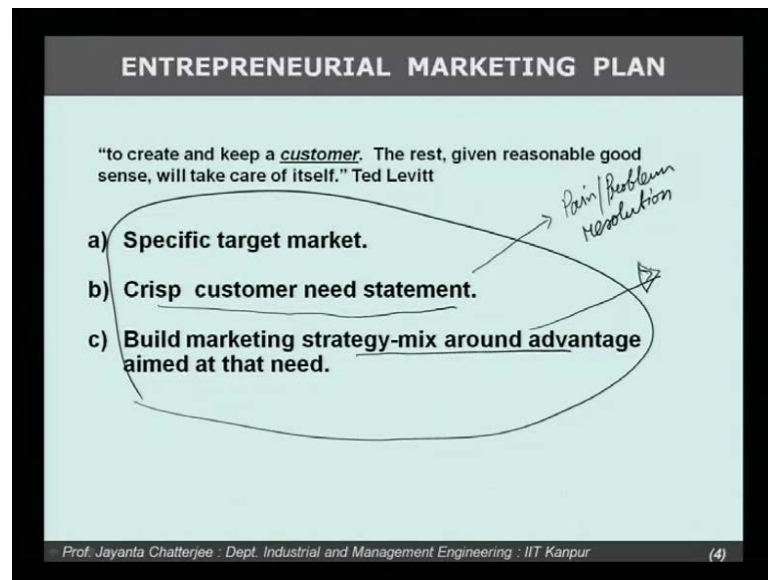 ENTREPRENEURIAL MARKETING PLAN
“to create and keep a customer. The rest, given reasonable good
sense, will take care of itself.” Ted Levitt
Pain/Problem
resolution
a) Specific target market.
b) Crisp customer need statement.
c) Build marketing strategy-mix around advantage
aimed at that need.
Prof. Jayanta Chatterjee : Dept. Industrial and Management Engineering : IIT Kanpur (4)